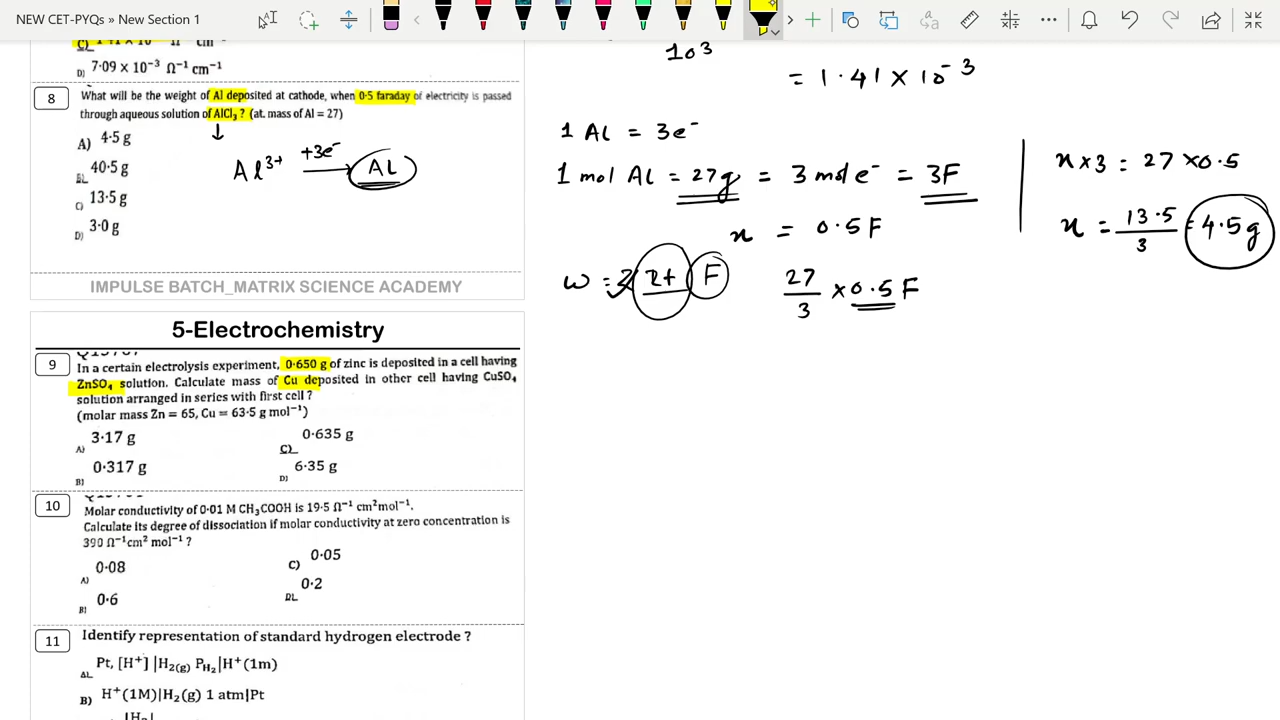 NEW CET-PYQs » New Section 1
D) 7·09 × 10⁻³ Ω⁻¹ cm⁻¹
8
What will be the weight of Al deposited at cathode, when 0·5 faraday of electricity is passed
through aqueous solution of AlCl₃ ? (at. mass of Al = 27)
A) 4·5 g
B) 40·5 g
C) 13·5 g
D) 3·0 g
↓
Al³⁺ +3e⁻ → Al
IMPULSE BATCH_MATRIX SCIENCE ACADEMY
10³
= 1.41 × 10⁻³
1 Al = 3e⁻
1 mol Al = 27g = 3 mol e⁻ = 3F
x = 0.5 F
w = Zit F
27/3 × 0.5 F
x × 3 = 27 × 0.5
x = 13.5/3 = 4.5g
5-Electrochemistry
9
In a certain electrolysis experiment, 0·650 g of zinc is deposited in a cell having
ZnSO₄ solution. Calculate mass of Cu deposited in other cell having CuSO₄
solution arranged in series with first cell ?
(molar mass Zn = 65, Cu = 63·5 g mol⁻¹)
A) 3·17 g
C) 0·635 g
B) 0·317 g
D) 6·35 g
10
Molar conductivity of 0·01 M CH₃COOH is 19·5 Ω⁻¹ cm²mol⁻¹.
Calculate its degree of dissociation if molar conductivity at zero concentration is
390 Ω⁻¹cm² mol⁻¹ ?
A) 0·08
C) 0·05
B) 0·6
D) 0·2
11
Identify representation of standard hydrogen electrode ?
A) Pt, [H⁺] |H₂(g) P_H₂|H⁺(1m)
B) H⁺(1M)|H₂(g) 1 atm|Pt